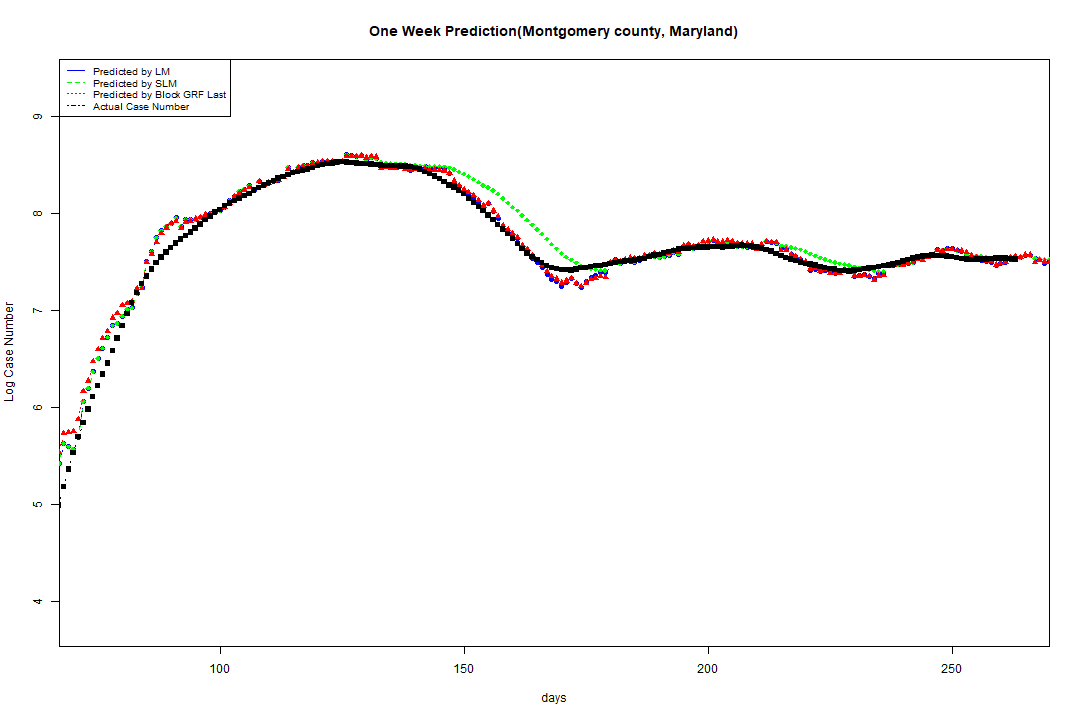 One Week Prediction(Montgomery county, Maryland)
Predicted by LM
Predicted by SLM
Predicted by Block GRF Last
Actual Case Number
9
8
7
6
5
4
Log Case Number
100 150 200 250
days